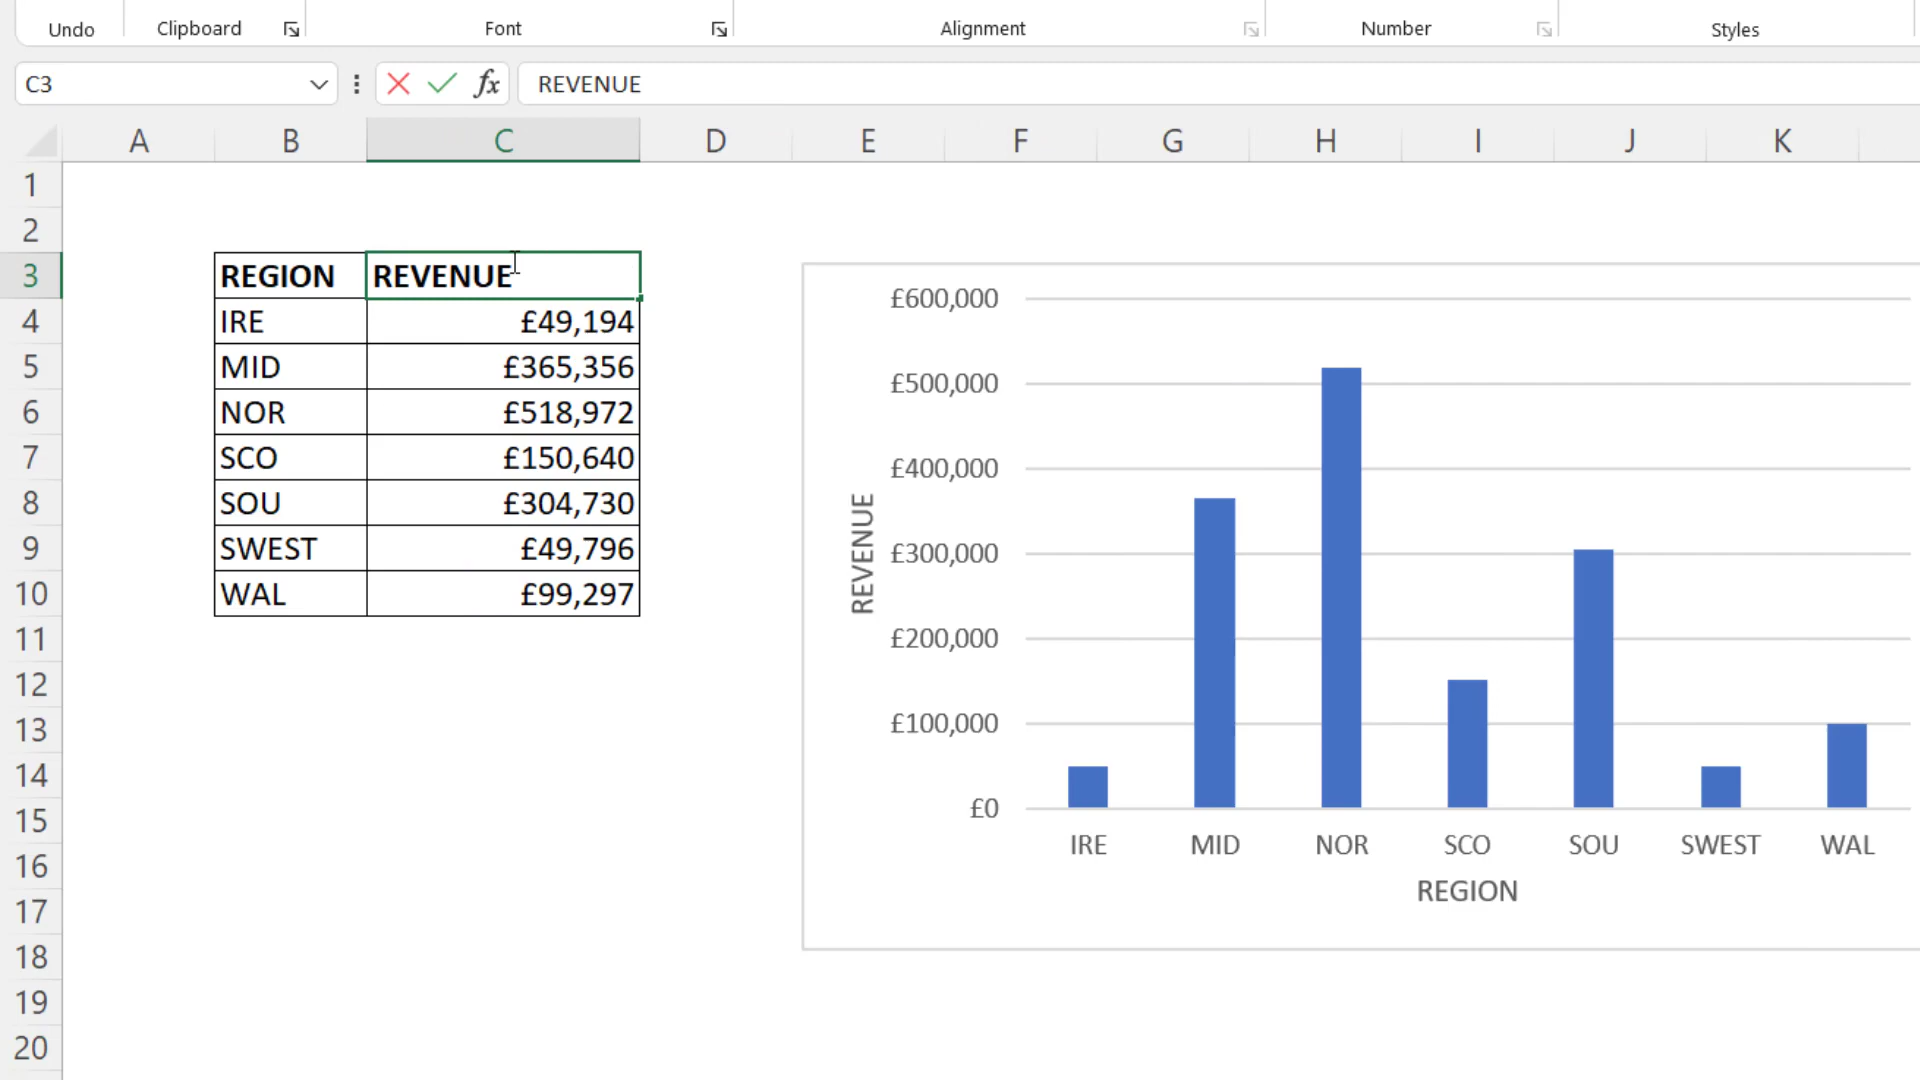 Undo Clipboard Font Alignment Number Styles
C3 fx REVENUE
A B C D E F G H I J K
1
2
3 REGION REVENUE
4 IRE £49,194
5 MID £365,356
6 NOR £518,972
7 SCO £150,640
8 SOU £304,730
9 SWEST £49,796
10 WAL £99,297
11
12
13
14
15
16
17
18
19
20
£600,000
£500,000
£400,000
£300,000
£200,000
£100,000
£0
REVENUE
IRE MID NOR SCO SOU SWEST WAL
REGION